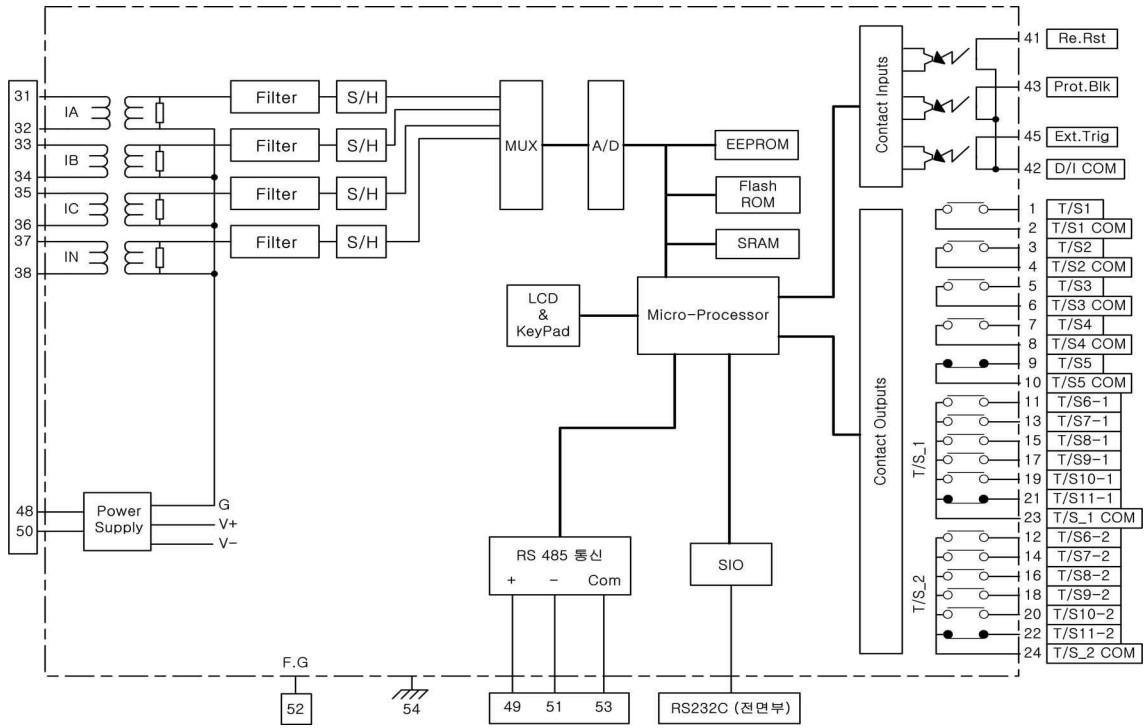 31
IA
32
33
IB
34
35
IC
36
37
IN
38
Filter
S/H
Filter
S/H
Filter
S/H
Filter
S/H
MUX
A/D
EEPROM
Flash
ROM
SRAM
LCD
&
KeyPad
Micro-Processor
48
50
Power
Supply
G
V+
V-
RS 485 통신
+ - Com
SIO
F.G
52
54
49 51 53
RS232C (전면부)
Contact Inputs
41 Re.Rst
43 Prot.Blk
45 Ext.Trig
42 D/I COM
Contact Outputs
1 T/S1
2 T/S1 COM
3 T/S2
4 T/S2 COM
5 T/S3
6 T/S3 COM
7 T/S4
8 T/S4 COM
9 T/S5
10 T/S5 COM
T/S_1
11 T/S6-1
13 T/S7-1
15 T/S8-1
17 T/S9-1
19 T/S10-1
21 T/S11-1
23 T/S_1 COM
T/S_2
12 T/S6-2
14 T/S7-2
16 T/S8-2
18 T/S9-2
20 T/S10-2
22 T/S11-2
24 T/S_2 COM